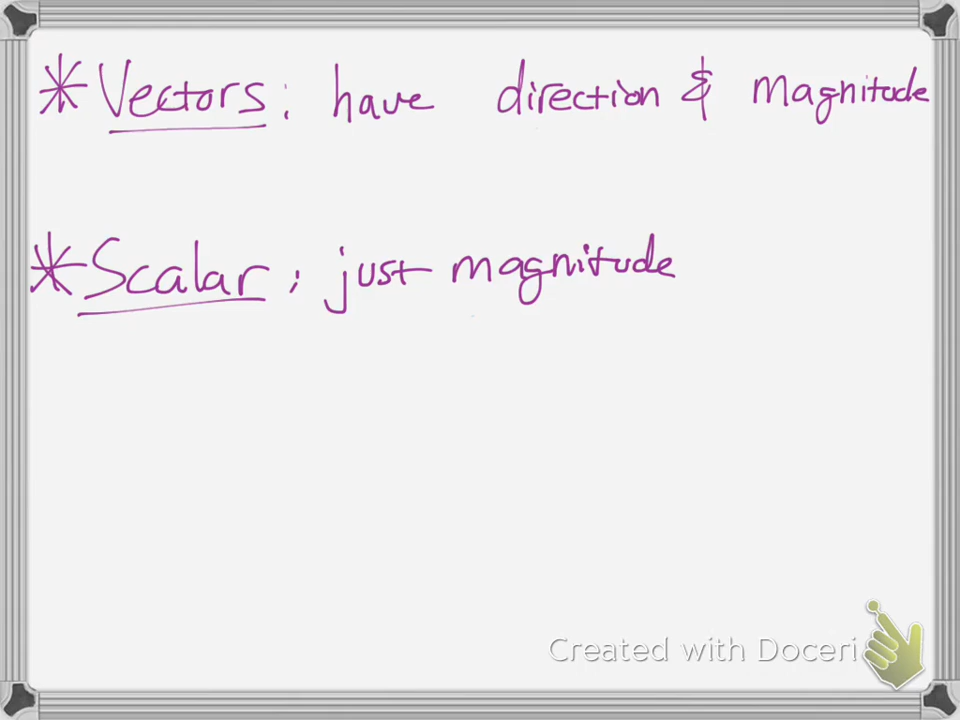 *Vectors: have direction & magnitude
*Scalar: just magnitude
Created with Doceri